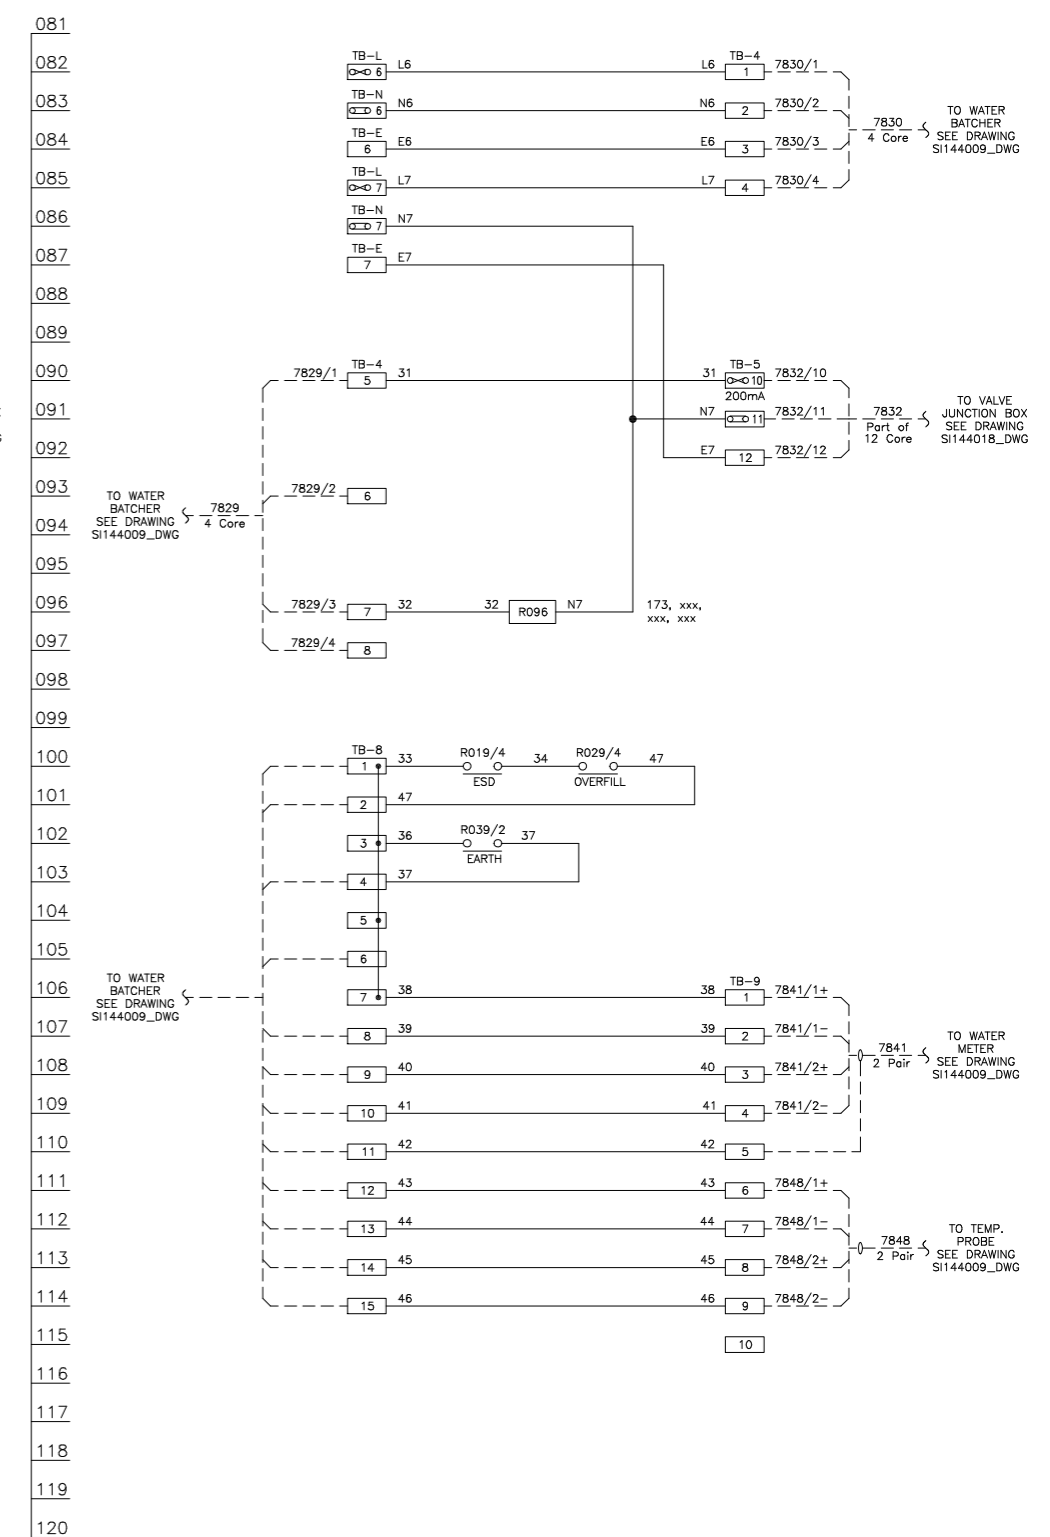 081
082
TB-L
6
L6
L6
TB-4
1
7830/1
083
TB-N
6
N6
N6
2
7830/2
084
TB-E
6
E6
E6
3
7830/3
7830
4 Core
TO WATER
BATCHER
SEE DRAWING
SI144009_DWG
085
TB-L
7
L7
L7
4
7830/4
086
TB-N
7
N7
087
TB-E
7
E7
088
089
090
7829/1
TB-4
5
31
31
TB-5
10
7832/10
200mA
091
N7
11
7832/11
7832
Part of
12 Core
TO VALVE
JUNCTION BOX
SEE DRAWING
SI144018_DWG
092
E7
12
7832/12
093
7829/2
6
TO WATER
BATCHER
SEE DRAWING
SI144009_DWG
7829
4 Core
094
095
096
7829/3
7
32
32
R096
N7
173, xxx,
xxx, xxx
097
7829/4
8
098
099
100
TB-8
1
33
R019/4
ESD
34
R029/4
OVERFILL
47
101
2
47
102
3
36
R039/2
EARTH
37
103
4
37
104
5
105
6
106
TO WATER
BATCHER
SEE DRAWING
SI144009_DWG
7
38
38
TB-9
1
7841/1+
107
8
39
39
2
7841/1-
7841
2 Pair
TO WATER
METER
SEE DRAWING
SI144009_DWG
108
9
40
40
3
7841/2+
109
10
41
41
4
7841/2-
110
11
42
42
5
111
12
43
43
6
7848/1+
112
13
44
44
7
7848/1-
7848
2 Pair
TO TEMP.
PROBE
SEE DRAWING
SI144009_DWG
113
14
45
45
8
7848/2+
114
15
46
46
9
7848/2-
115
10
116
117
118
119
120